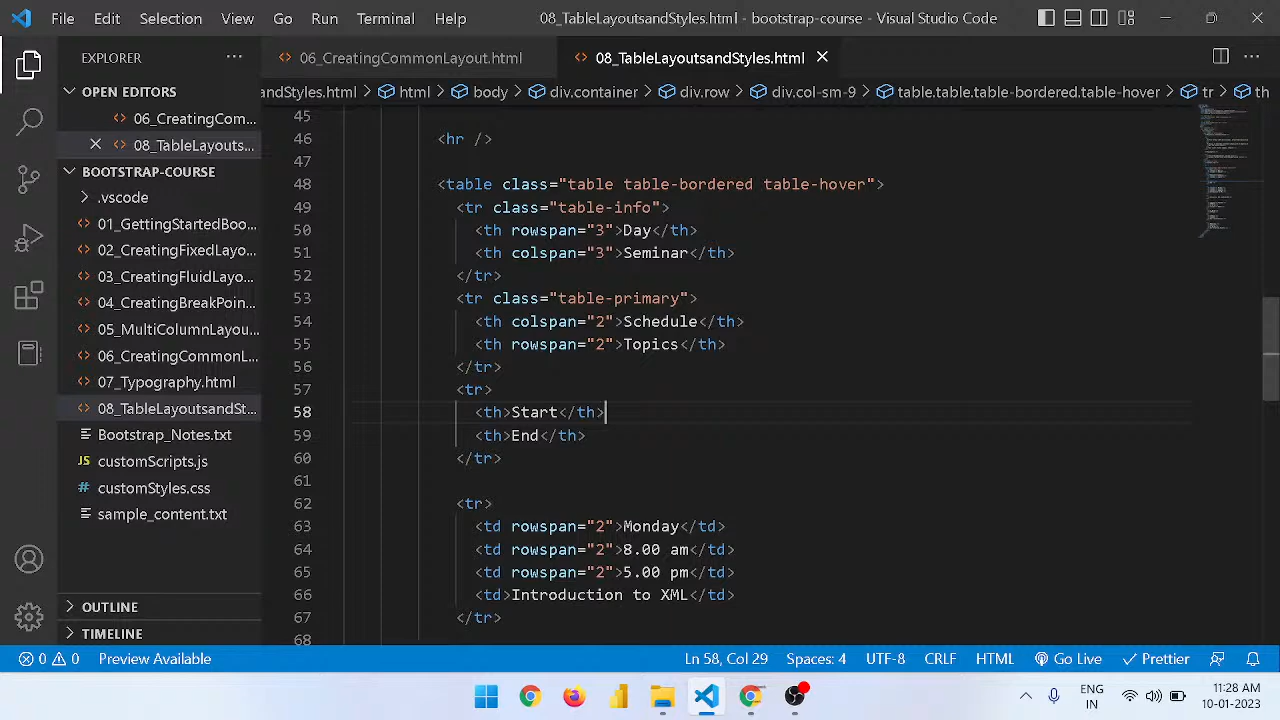 File Edit Selection View Go Run Terminal Help 08_TableLayoutsandStyles.html - bootstrap-course - Visual Studio Code
EXPLORER ... 06_CreatingCommonLayout.html 08_TableLayoutsandStyles.html
OPEN EDITORS
06_CreatingCom...
08_TableLayouts...
BOOTSTRAP-COURSE
.vscode
01_GettingStartedBoo...
02_CreatingFixedLayo...
03_CreatingFluidLayo...
04_CreatingBreakPoin...
05_MultiColumnLayou...
06_CreatingCommonL...
07_Typography.html
08_TableLayoutsandSt...
Bootstrap_Notes.txt
JS customScripts.js
# customStyles.css
sample_content.txt
OUTLINE
TIMELINE
andStyles.html > html > body > div.container > div.row > div.col-sm-9 > table.table.table-bordered.table-hover > tr > th
45
46 <hr />
47
48 <table class="table table-bordered table-hover">
49 <tr class="table-info">
50 <th rowspan="3">Day</th>
51 <th colspan="3">Seminar</th>
52 </tr>
53 <tr class="table-primary">
54 <th colspan="2">Schedule</th>
55 <th rowspan="2">Topics</th>
56 </tr>
57 <tr>
58 <th>Start</th>
59 <th>End</th>
60 </tr>
61
62 <tr>
63 <td rowspan="2">Monday</td>
64 <td rowspan="2">8.00 am</td>
65 <td rowspan="2">5.00 pm</td>
66 <td>Introduction to XML</td>
67 </tr>
68
0 0 Preview Available Ln 58, Col 29 Spaces: 4 UTF-8 CRLF HTML Go Live Prettier
ENG 11:28 AM
IN 10-01-2023